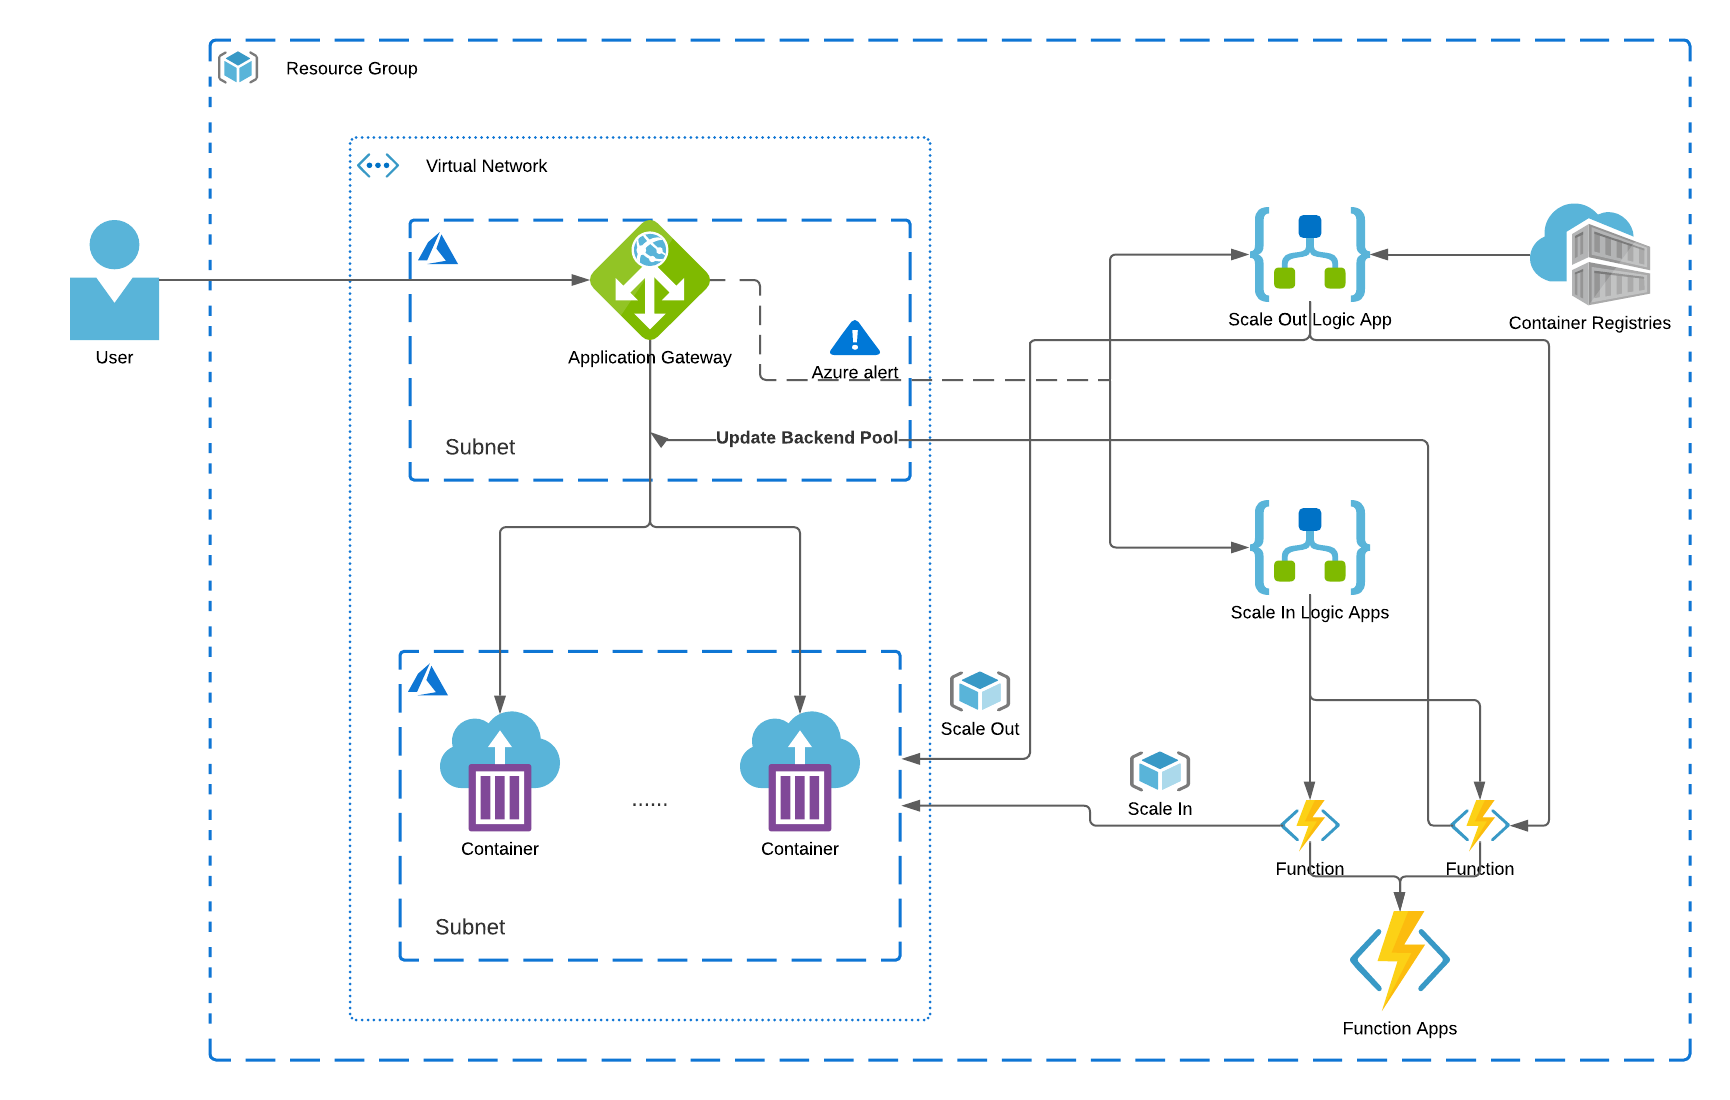 Resource Group
Virtual Network
User
Application Gateway
Azure alert
Scale Out Logic App
Container Registries
Update Backend Pool
Subnet
Scale In Logic Apps
Scale Out
Scale In
......
Container
Container
Function
Function
Subnet
Function Apps